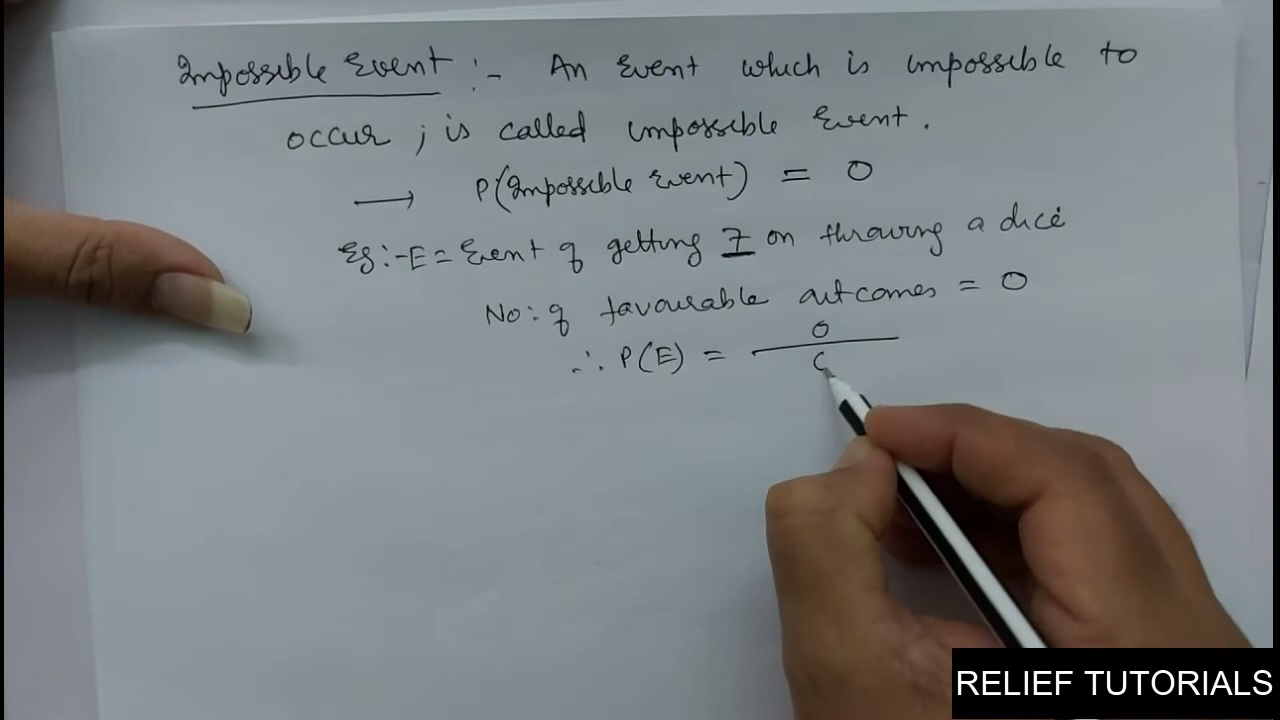 Impossible Event :- An Event which is impossible to
occur ; is called impossible Event.
→ P(Impossible Event) = 0
Eg:- E = Event of getting 7 on throwing a dice
No: of favourable outcomes = 0
∴ P(E) = 0
RELIEF TUTORIALS